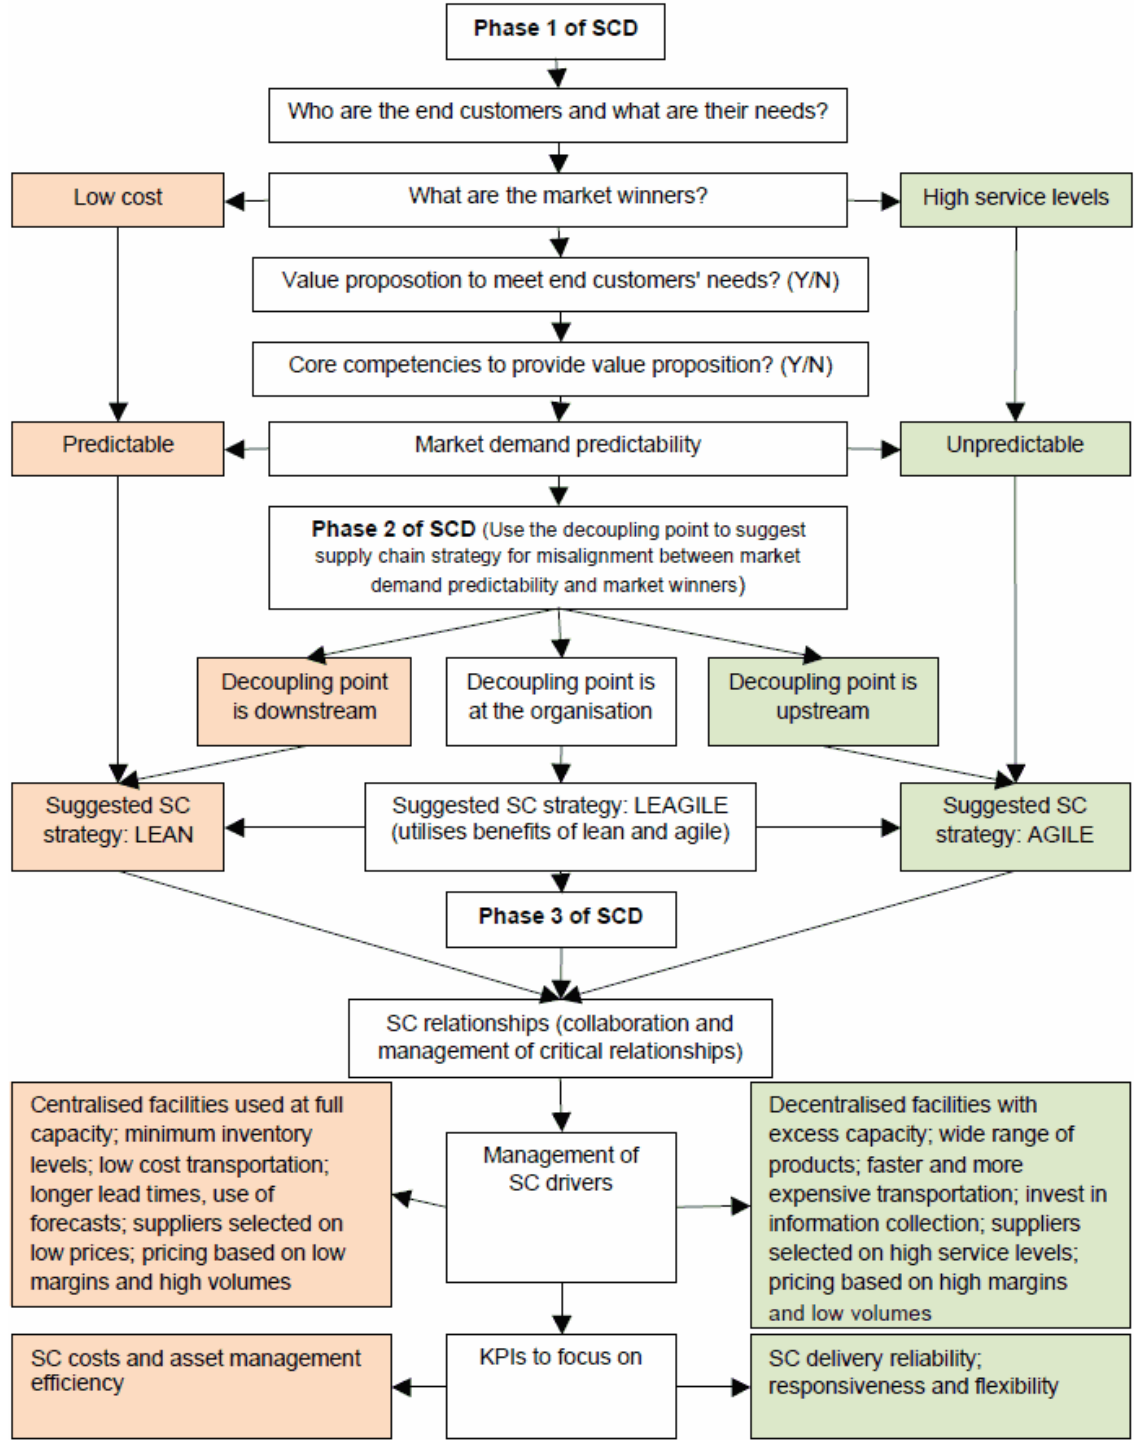 Phase 1 of SCD
Who are the end customers and what are their needs?
Low cost
What are the market winners?
High service levels
Value proposotion to meet end customers' needs? (Y/N)
Core competencies to provide value proposition? (Y/N)
Predictable
Market demand predictability
Unpredictable
Phase 2 of SCD (Use the decoupling point to suggest
supply chain strategy for misalignment between market
demand predictability and market winners)
Decoupling point
is downstream
Decoupling point is
at the organisation
Decoupling point is
upstream
Suggested SC
strategy: LEAN
Suggested SC strategy: LEAGILE
(utilises benefits of lean and agile)
Suggested SC
strategy: AGILE
Phase 3 of SCD
SC relationships (collaboration and
management of critical relationships)
Centralised facilities used at full
capacity; minimum inventory
levels; low cost transportation;
longer lead times, use of
forecasts; suppliers selected on
low prices; pricing based on low
margins and high volumes
Management of
SC drivers
Decentralised facilities with
excess capacity; wide range of
products; faster and more
expensive transportation; invest in
information collection; suppliers
selected on high service levels;
pricing based on high margins
and low volumes
SC costs and asset management
efficiency
KPIs to focus on
SC delivery reliability;
responsiveness and flexibility